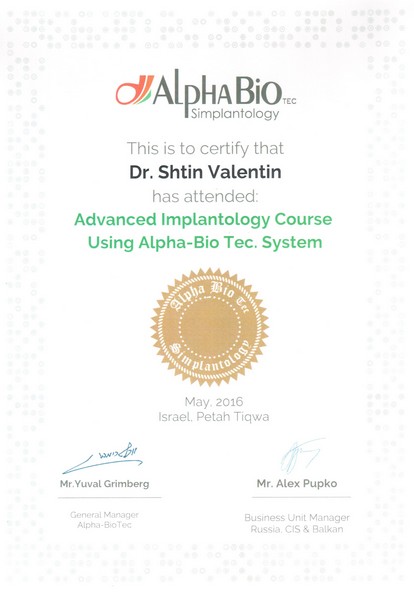 AlphaBio TEC
Simplantology
This is to certify that
Dr. Shtin Valentin
has attended:
Advanced Implantology Course
Using Alpha-Bio Tec. System
Alpha Bio Tec
Simplantology
May, 2016
Israel, Petah Tiqwa
Mr.Yuval Grimberg
General Manager
Alpha-BioTec
Mr. Alex Pupko
Business Unit Manager
Russia, CIS & Balkan